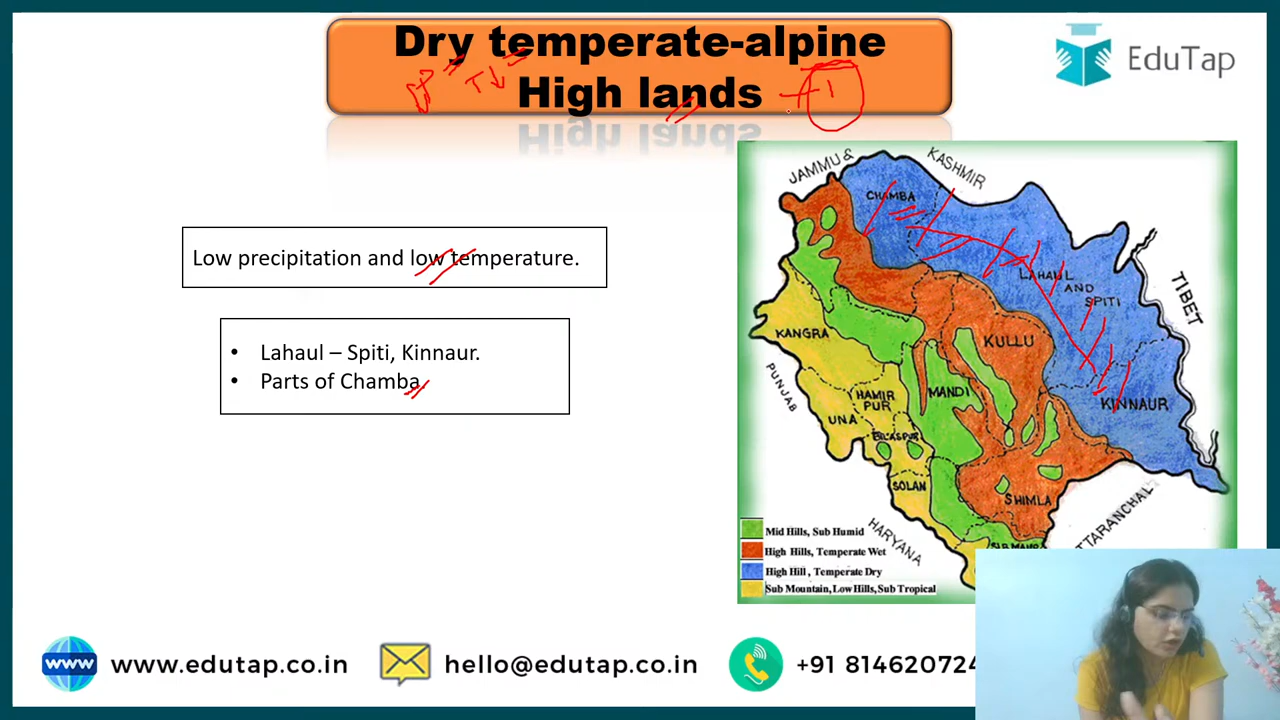 Dry temperate-alpine
High lands
EduTap
Low precipitation and low temperature.
• Lahaul – Spiti, Kinnaur.
• Parts of Chamba
JAMMU &
KASHMIR
CHAMBA
LAHAUL
AND
SPITI
TIBET
KANGRA
KULLU
PUNJAB
HAMIR
PUR
MANDI
UNA
BILASPUR
KINNAUR
SOLAN
SHIMLA
HARYANA
UTTARANCHAL
Mid Hills, Sub Humid
High Hills, Temperate Wet
High Hill , Temperate Dry
Sub Mountain, Low Hills, Sub Tropical
www www.edutap.co.in
hello@edutap.co.in
+91 814620724